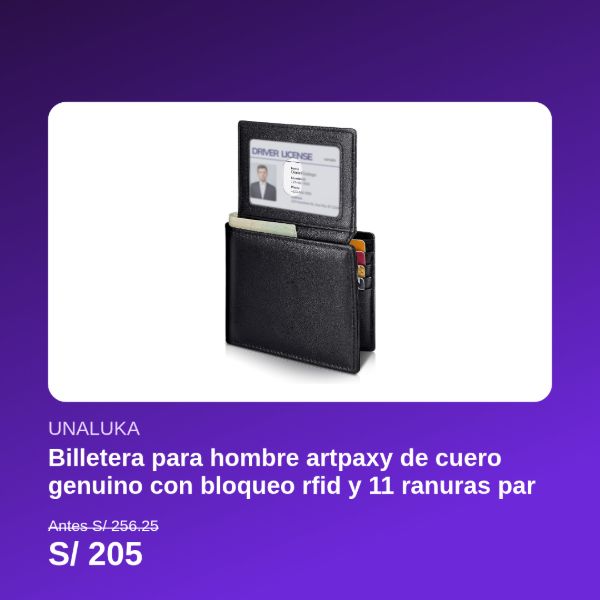 DRIVER LICENSE
UNALUKA
Billetera para hombre artpaxy de cuero
genuino con bloqueo rfid y 11 ranuras par
Antes S/ 256.25
S/ 205